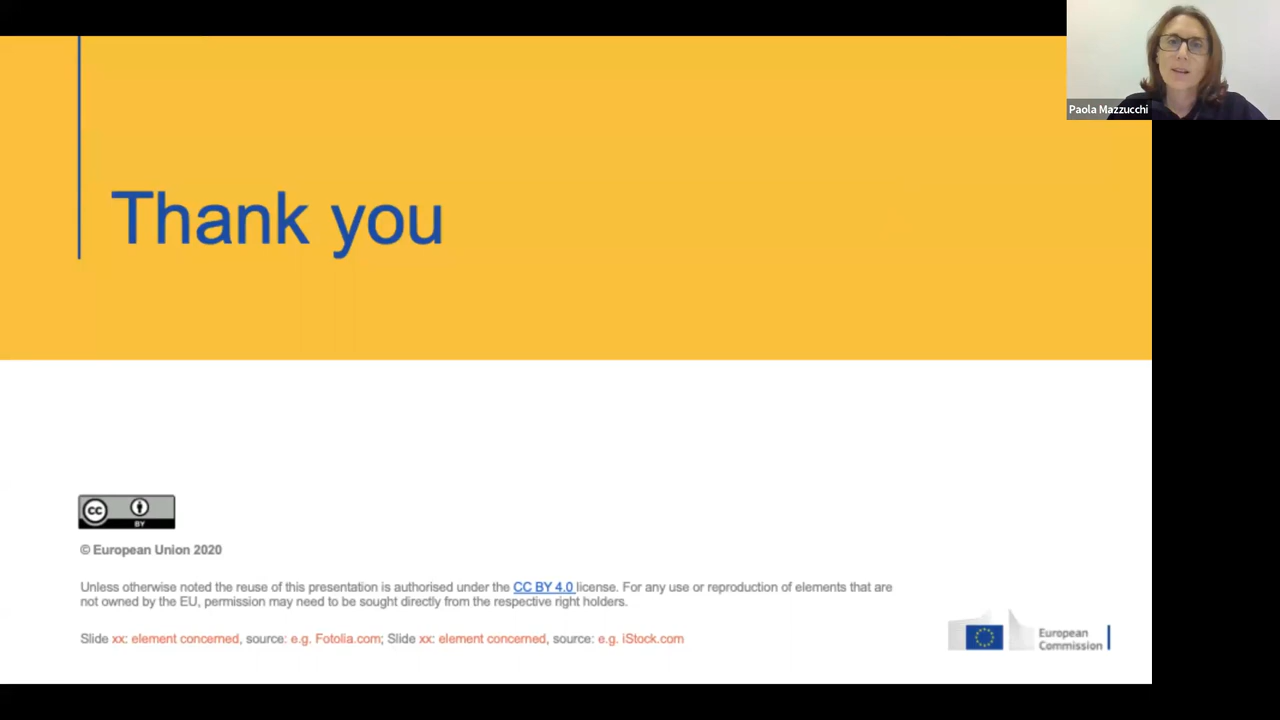 Paola Mazzucchi
Thank you
cc
BY
© European Union 2020
Unless otherwise noted the reuse of this presentation is authorised under the CC BY 4.0 license. For any use or reproduction of elements that are
not owned by the EU, permission may need to be sought directly from the respective right holders.
Slide xx: element concerned, source: e.g. Fotolia.com; Slide xx: element concerned, source: e.g. iStock.com
European
Commission